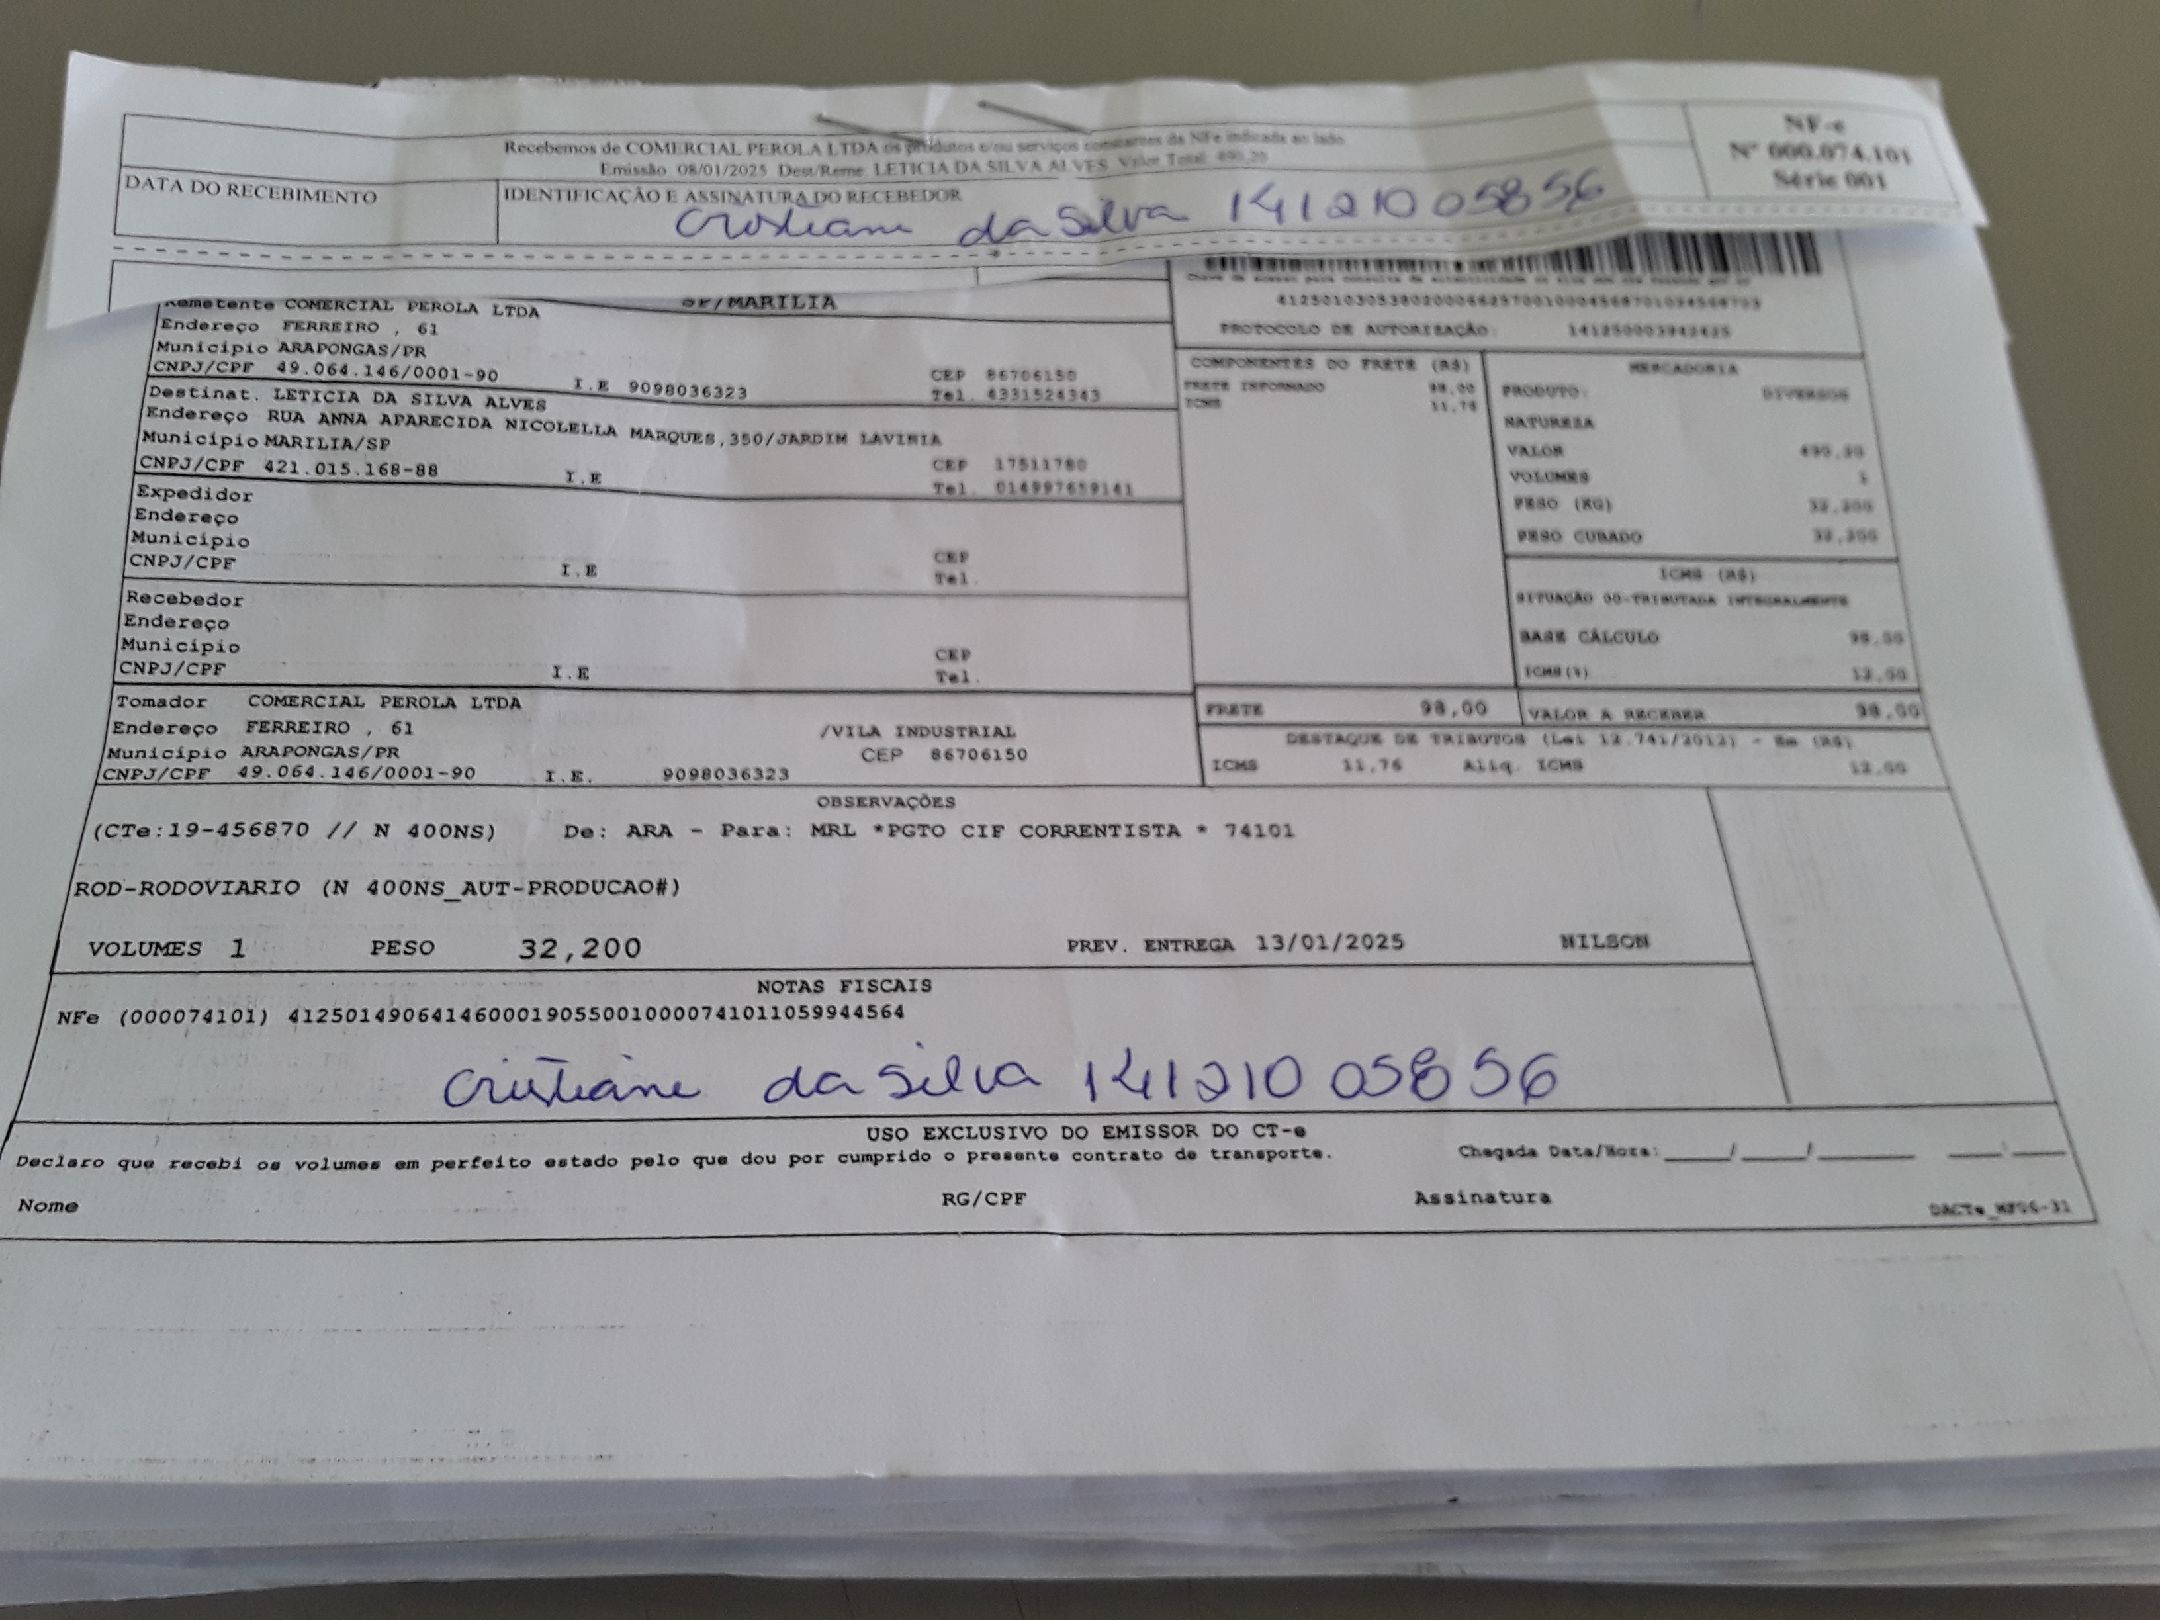 Recebemos de COMERCIAL PEROLA LTDA os produtos e/ou serviços constantes da NFe indicada ao lado
Emissão 08/01/2025 Dest/Reme LETICIA DA SILVA ALVES Valor Total
NF-e
Nº 000.074.101
Série 001
DATA DO RECEBIMENTO
IDENTIFICAÇÃO E ASSINATURA DO RECEBEDOR
Cristiane da Silva 14121005856
SP/MARILIA
Remetente COMERCIAL PEROLA LTDA
Endereço FERREIRO , 61
Município ARAPONGAS/PR
CNPJ/CPF 49.064.146/0001-90 I.E 9098036323
CEP 86706150
Tel. 4331524343
Destinat. LETICIA DA SILVA ALVES
Endereço RUA ANNA APARECIDA NICOLELLA MARQUES,350/JARDIM LAVINIA
Município MARILIA/SP
CNPJ/CPF 421.015.168-88 I.E
CEP 17511780
Tel. 014997659141
Expedidor
Endereço
Município
CNPJ/CPF I.E
CEP
Tel.
Recebedor
Endereço
Município
CNPJ/CPF I.E
CEP
Tel.
Tomador COMERCIAL PEROLA LTDA
Endereço FERREIRO , 61 /VILA INDUSTRIAL
Município ARAPONGAS/PR CEP 86706150
CNPJ/CPF 49.064.146/0001-90 I.E. 9098036323
PROTOCOLO DE AUTORIZAÇÃO:
COMPONENTES DO FRETE (R$)
FRETE INFORMADO 98,00
ICMS 11,76
MERCADORIA
PRODUTO: DIVERSOS
NATUREZA
VALOR
VOLUMES 1
PESO (KG) 32,200
PESO CUBADO 32,200
ICMS (R$)
SITUAÇÃO 00-TRIBUTADA INTEGRALMENTE
BASE CÁLCULO 98,00
ICMS(%) 12,00
FRETE 98,00
VALOR A RECEBER 98,00
DESTAQUE DE TRIBUTOS (Lei 12.741/2012) - Em (R$)
ICMS 11,76 Aliq. ICMS 12,00
OBSERVAÇÕES
(CTe:19-456870 // N 400NS) De: ARA - Para: MRL *PGTO CIF CORRENTISTA * 74101
ROD-RODOVIARIO (N 400NS_AUT-PRODUCAO#)
VOLUMES 1 PESO 32,200 PREV. ENTREGA 13/01/2025 NILSON
NOTAS FISCAIS
NFe (000074101) 41250149064146000190550010000741011059944564
Cristiane da Silva 14121005856
USO EXCLUSIVO DO EMISSOR DO CT-e
Declaro que recebi os volumes em perfeito estado pelo que dou por cumprido o presente contrato de transporte.
Chegada Data/Hora: ____/____/______ ____:____
Nome RG/CPF Assinatura